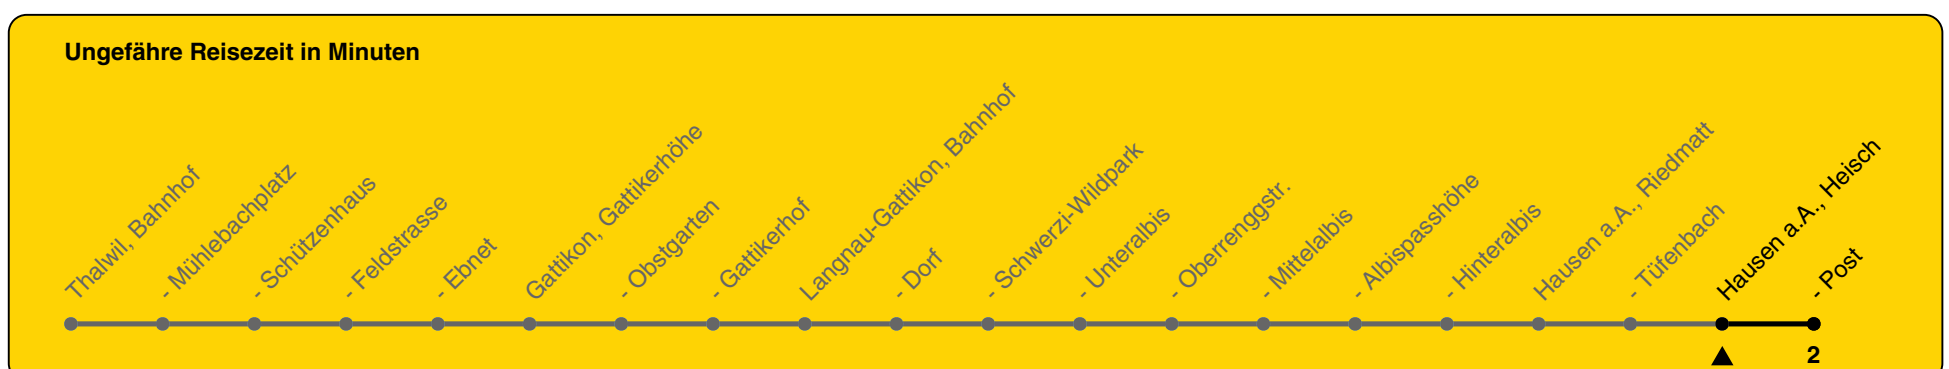 Ungefähre Reisezeit in Minuten
Thalwil, Bahnhof
- Mühlebachplatz
- Schützenhaus
- Feldstrasse
- Ebnet
Gattikon, Gattikerhöhe
- Obstgarten
- Gattikerhof
Langnau-Gattikon, Bahnhof
- Dorf
- Schwerzi-Wildpark
- Unteralbis
- Oberrenggstr.
- Mittelalbis
- Albispasshöhe
- Hinteralbis
Hausen a.A., Riedmatt
- Tüfenbach
Hausen a.A., Heisch
- Post
2